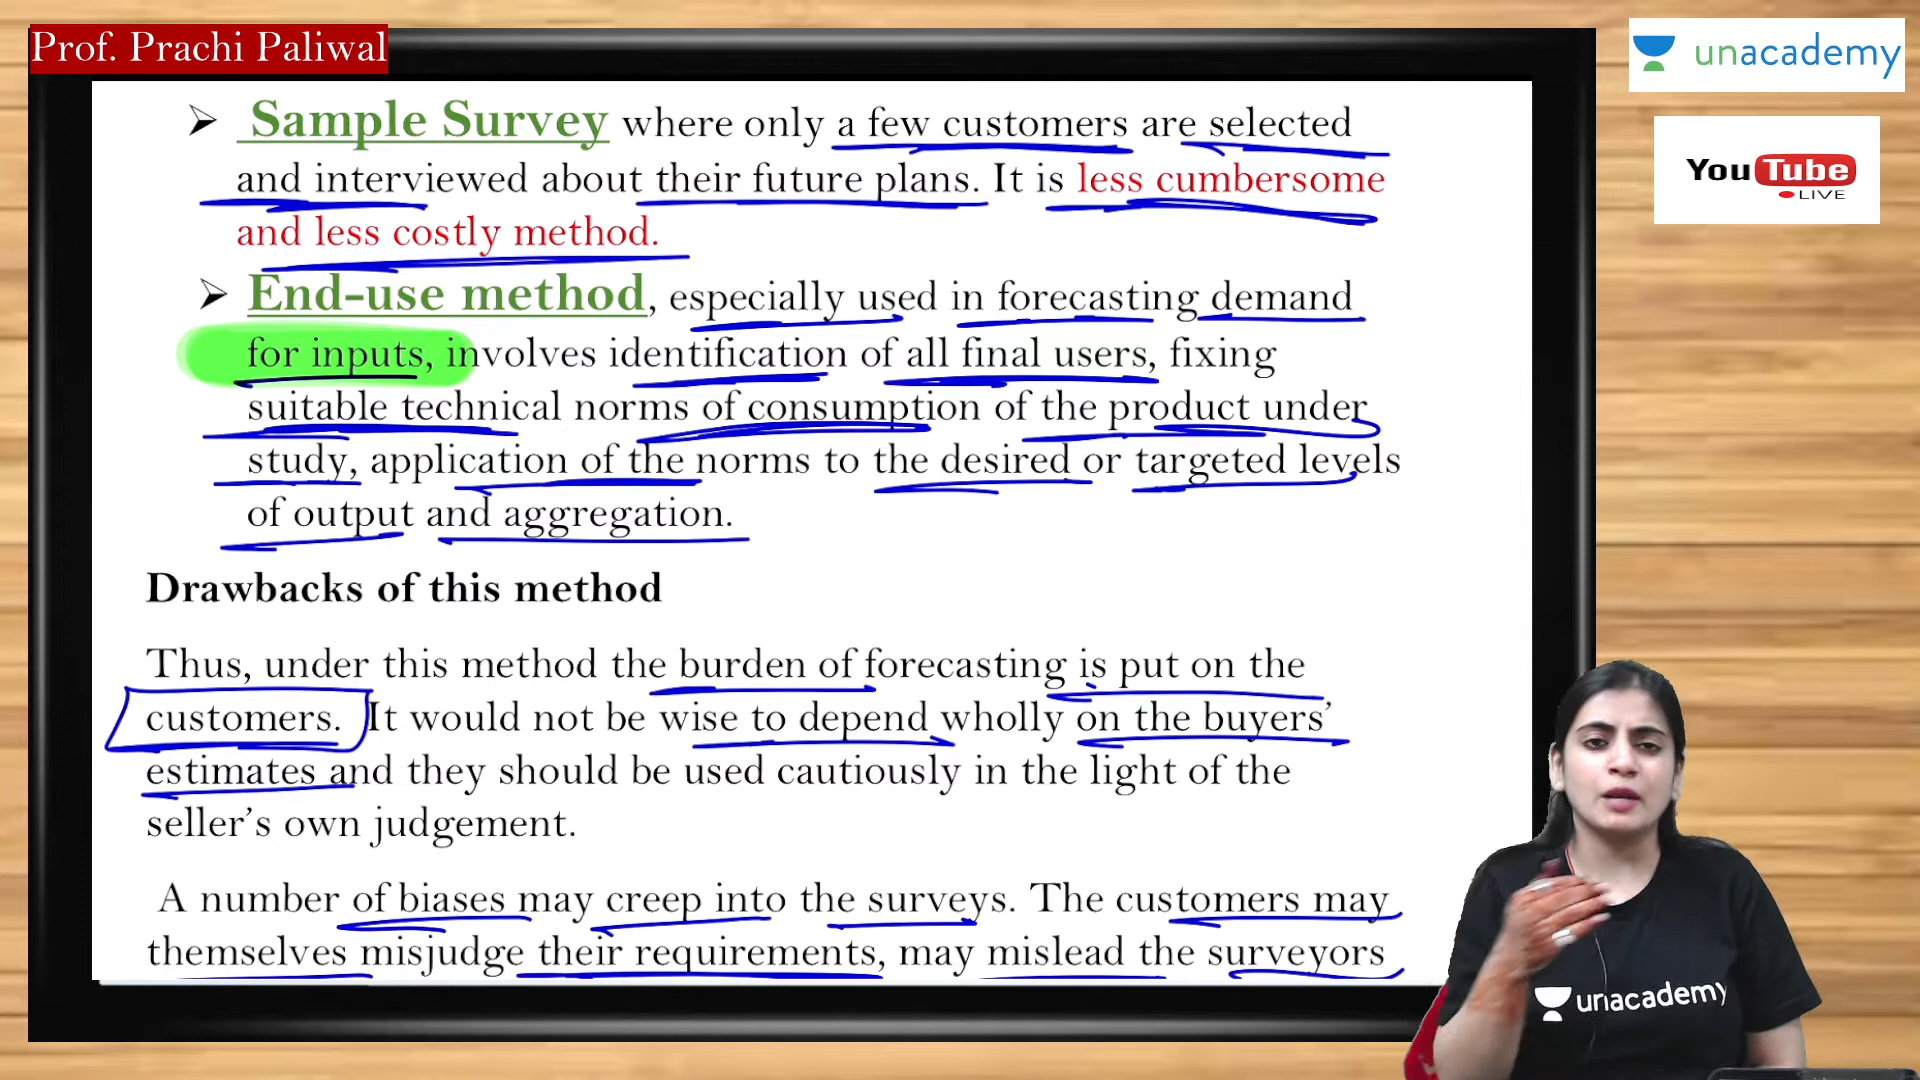 Prof. Prachi Paliwal
unacademy
You Tube
LIVE
➢ Sample Survey where only a few customers are selected
and interviewed about their future plans. It is less cumbersome
and less costly method.
➢ End-use method, especially used in forecasting demand
for inputs, involves identification of all final users, fixing
suitable technical norms of consumption of the product under
study, application of the norms to the desired or targeted levels
of output and aggregation.
Drawbacks of this method
Thus, under this method the burden of forecasting is put on the
customers. It would not be wise to depend wholly on the buyers’
estimates and they should be used cautiously in the light of the
seller’s own judgement.
A number of biases may creep into the surveys. The customers may
themselves misjudge their requirements, may mislead the surveyors
unacademy